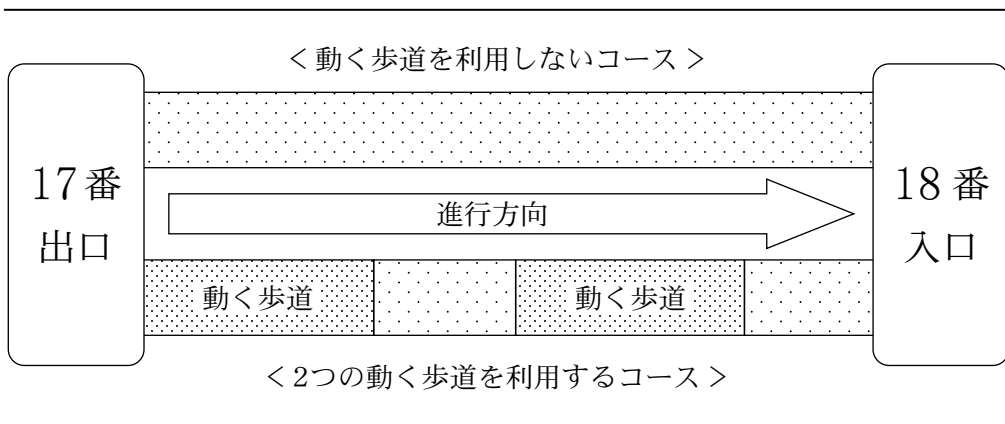 ＜動く歩道を利用しないコース＞
17番
出口
進行方向
18番
入口
動く歩道
動く歩道
＜2つの動く歩道を利用するコース＞